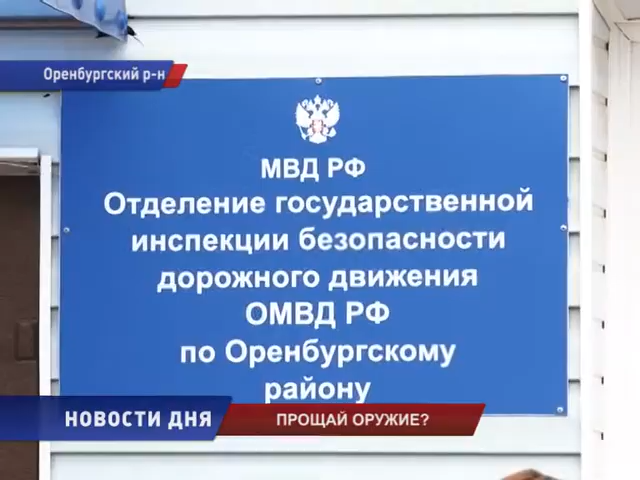 Оренбургский р-н
МВД РФ
Отделение государственной
инспекции безопасности
дорожного движения
ОМВД РФ
по Оренбургскому
району
НОВОСТИ ДНЯ
ПРОЩАЙ ОРУЖИЕ?